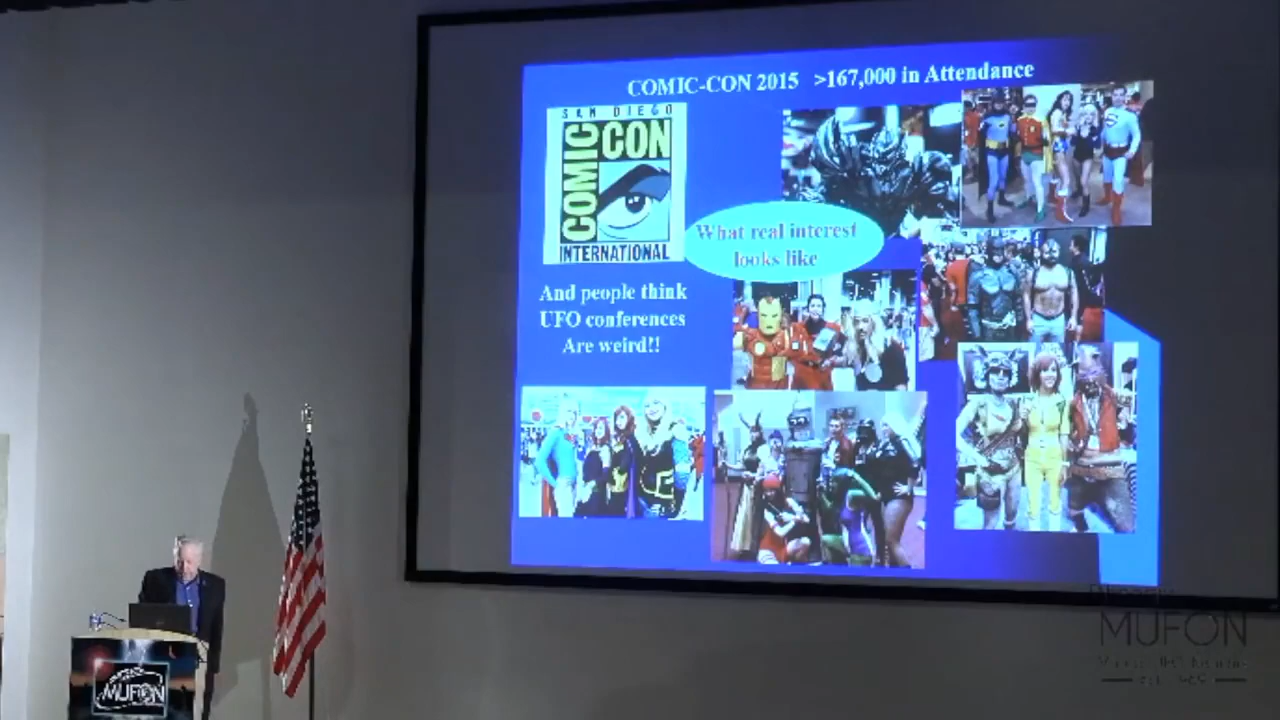 COMIC-CON 2015 >167,000 in Attendance
SAN DIEGO
COMIC CON
INTERNATIONAL
What real interest
looks like
And people think
UFO conferences
Are weird!!
MUFON
MUFON